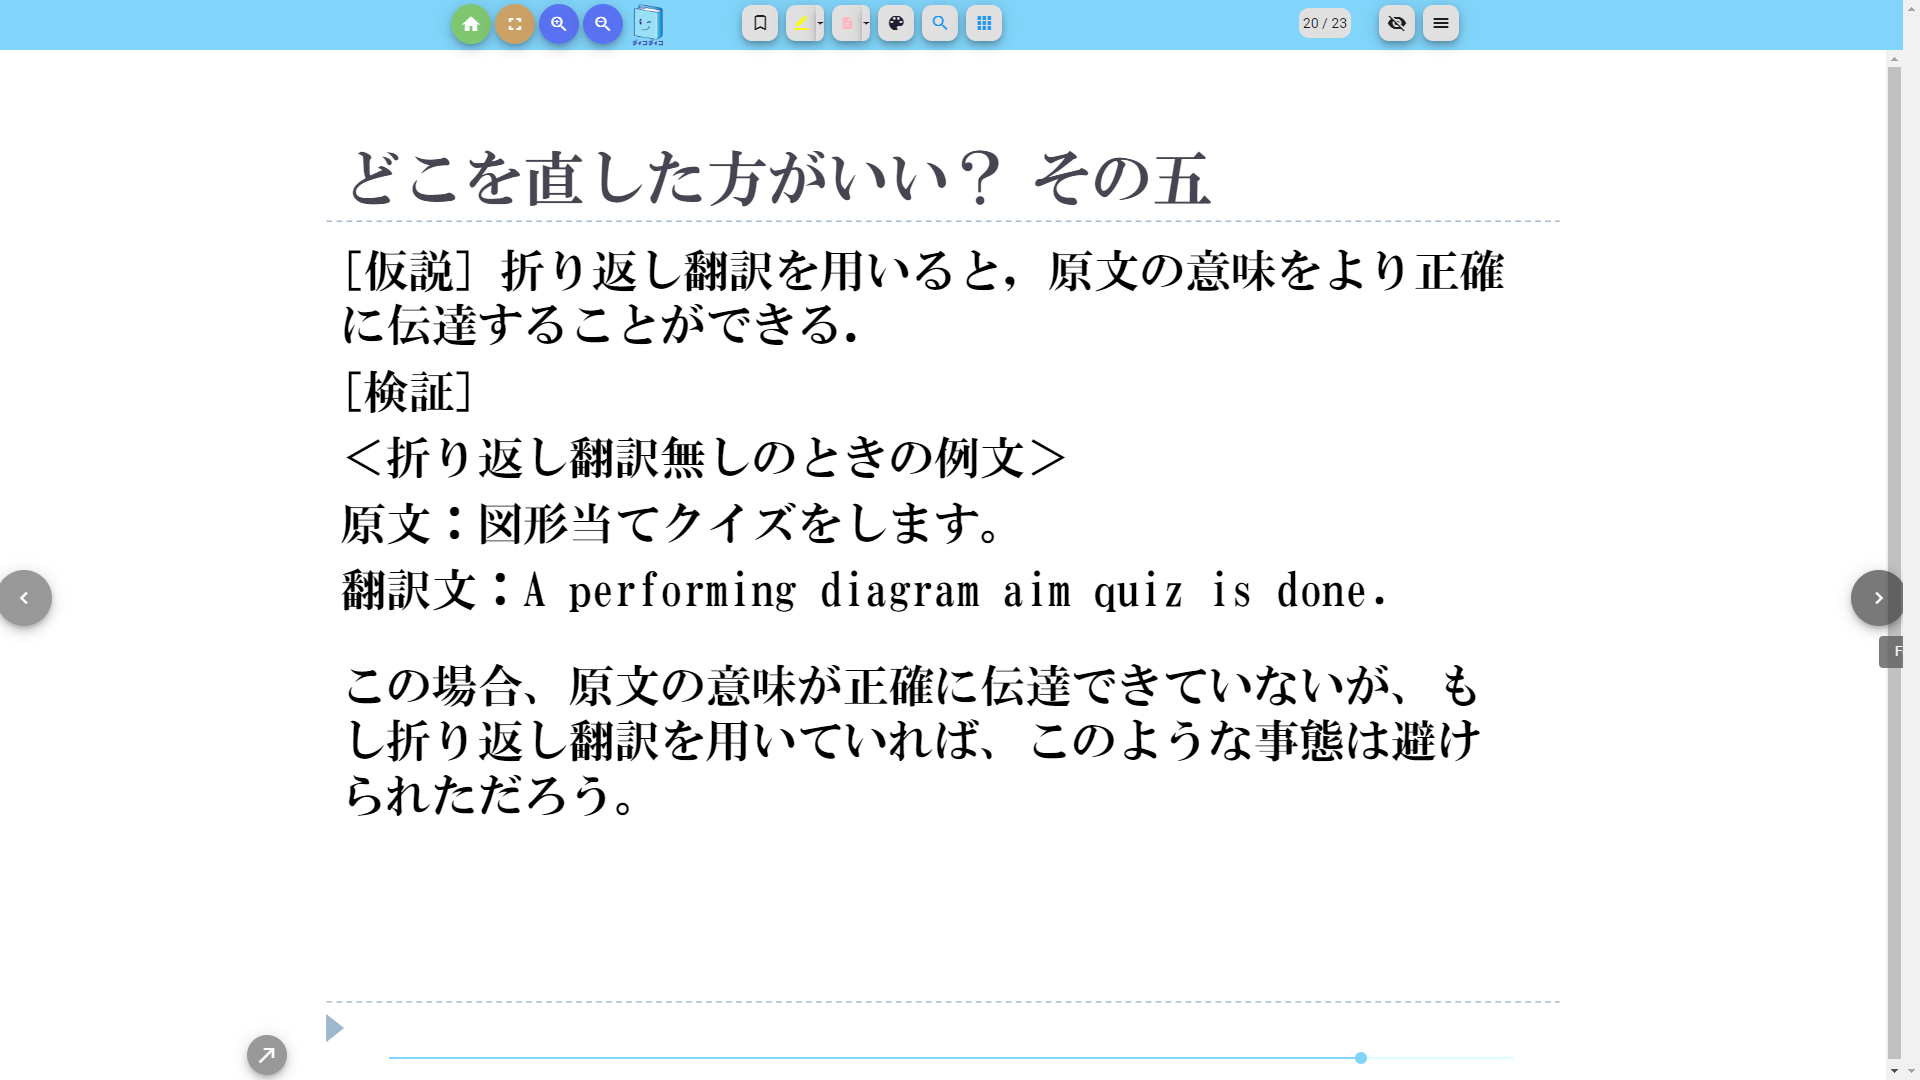 ダイコダイコ
20 / 23
どこを直した方がいい？ その五
［仮説］折り返し翻訳を用いると，原文の意味をより正確
に伝達することができる．
［検証］
＜折り返し翻訳無しのときの例文＞
原文：図形当てクイズをします。
翻訳文：A performing diagram aim quiz is done.
この場合、原文の意味が正確に伝達できていないが、も
し折り返し翻訳を用いていれば、このような事態は避け
られただろう。
F